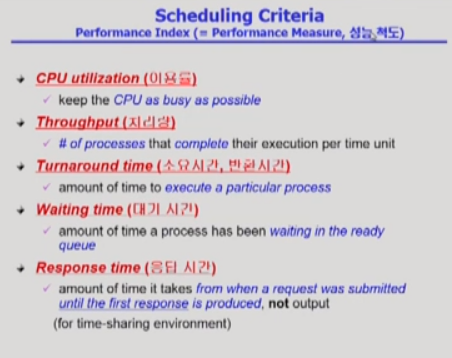 Scheduling Criteria
Performance Index (= Performance Measure, 성능 척도)
CPU utilization (이용률)
keep the CPU as busy as possible
Throughput (처리량)
# of processes that complete their execution per time unit
Turnaround time (소요시간, 반환시간)
amount of time to execute a particular process
Waiting time (대기 시간)
amount of time a process has been waiting in the ready
queue
Response time (응답 시간)
amount of time it takes from when a request was submitted
until the first response is produced, not output
(for time-sharing environment)